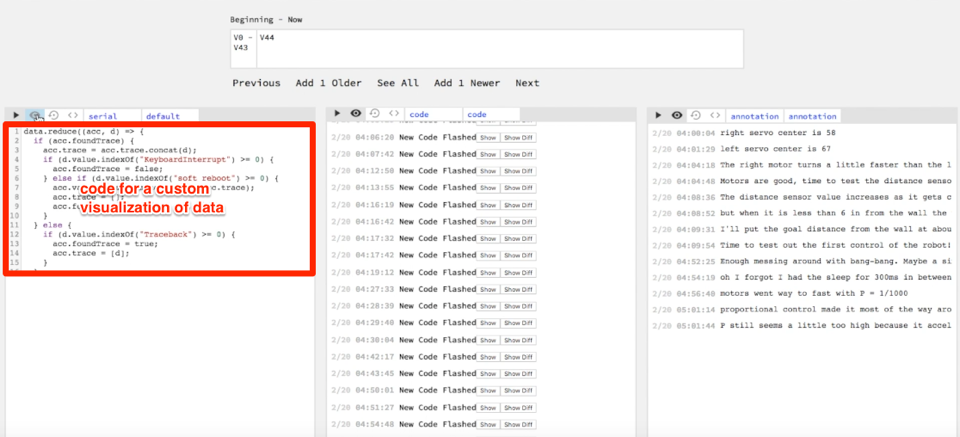 Beginning - Now
V0 - V43
V44
Previous Add 1 Older See All Add 1 Newer Next
serial default
1 data.reduce((acc, d) => {
2 if (acc.foundTrace) {
3 acc.trace = acc.trace.concat(d);
4 if (d.value.indexOf("KeyboardInterrupt") >= 0) {
5 acc.foundTrace = false;
6 } else if (d.value.indexOf("soft reboot") >= 0) {
7 .trace);
8 acc.trace = [];
9
10 }
11 } else {
12 if (d.value.indexOf("Traceback") >= 0) {
13 acc.foundTrace = true;
14 acc.trace = [d];
15 }
code for a custom
visualization of data
code code
New Code Flashed Show Show Diff
2/20 04:06:20 New Code Flashed Show Show Diff
2/20 04:07:42 New Code Flashed Show Show Diff
2/20 04:12:50 New Code Flashed Show Show Diff
2/20 04:13:55 New Code Flashed Show Show Diff
2/20 04:16:19 New Code Flashed Show Show Diff
2/20 04:16:42 New Code Flashed Show Show Diff
2/20 04:17:32 New Code Flashed Show Show Diff
2/20 04:17:42 New Code Flashed Show Show Diff
2/20 04:19:12 New Code Flashed Show Show Diff
2/20 04:27:33 New Code Flashed Show Show Diff
2/20 04:28:39 New Code Flashed Show Show Diff
2/20 04:29:40 New Code Flashed Show Show Diff
2/20 04:30:04 New Code Flashed Show Show Diff
2/20 04:42:17 New Code Flashed Show Show Diff
2/20 04:43:45 New Code Flashed Show Show Diff
2/20 04:50:01 New Code Flashed Show Show Diff
2/20 04:51:27 New Code Flashed Show Show Diff
2/20 04:54:48 New Code Flashed Show Show Diff
annotation annotation
2/20 04:00:04 right servo center is 58
2/20 04:01:29 left servo center is 67
2/20 04:04:18 The right motor turns a little faster than the l
2/20 04:04:48 Motors are good, time to test the distance senso
2/20 04:08:36 The distance sensor value increases as it gets c
2/20 04:08:52 but when it is less than 6 in from the wall the
2/20 04:09:31 I'll put the goal distance from the wall at abou
2/20 04:09:54 Time to test out the first control of the robot!
2/20 04:52:25 Enough messing around with bang-bang. Maybe a si
2/20 04:54:19 oh I forgot I had the sleep for 300ms in between
2/20 04:56:40 motors went way to fast with P = 1/1000
2/20 05:01:14 proportional control made it most of the way aro
2/20 05:01:44 P still seems a little too high because it accel